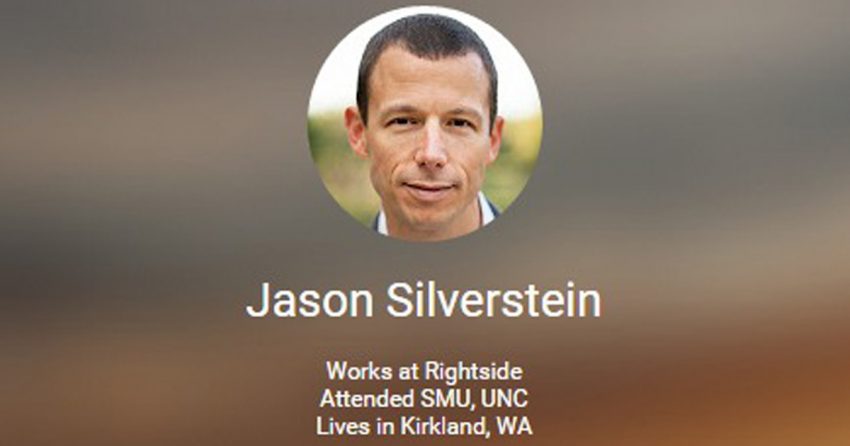 Jason Silverstein
Works at Rightside
Attended SMU, UNC
Lives in Kirkland, WA